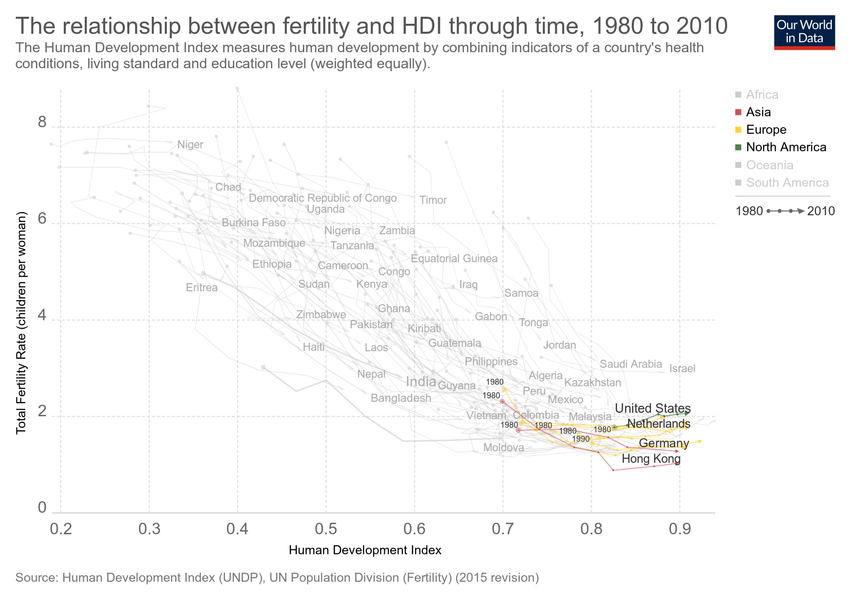 The relationship between fertility and HDI through time, 1980 to 2010
Our World
in Data
The Human Development Index measures human development by combining indicators of a country's health
conditions, living standard and education level (weighted equally).
Africa
Asia
Europe
North America
Oceania
South America
1980 2010
Total Fertility Rate (children per woman)
8
6
4
2
0
Niger
Chad
Democratic Republic of Congo
Timor
Uganda
Burkina Faso
Nigeria
Zambia
Mozambique
Tanzania
Equatorial Guinea
Ethiopia
Cameroon
Congo
Eritrea
Sudan
Kenya
Iraq
Samoa
Zimbabwe
Ghana
Gabon
Pakistan
Kiribati
Tonga
Haiti
Laos
Guatemala
Jordan
Philippines
Saudi Arabia
Israel
Nepal
India
Guyana
Algeria
Kazakhstan
1980
1980
Peru
Bangladesh
Mexico
Vietnam
Colombia
Malaysia
United States
1980
1980
1980
1980
Netherlands
1990
Germany
Moldova
Hong Kong
0.2
0.3
0.4
0.5
0.6
0.7
0.8
0.9
Human Development Index
Source: Human Development Index (UNDP), UN Population Division (Fertility) (2015 revision)